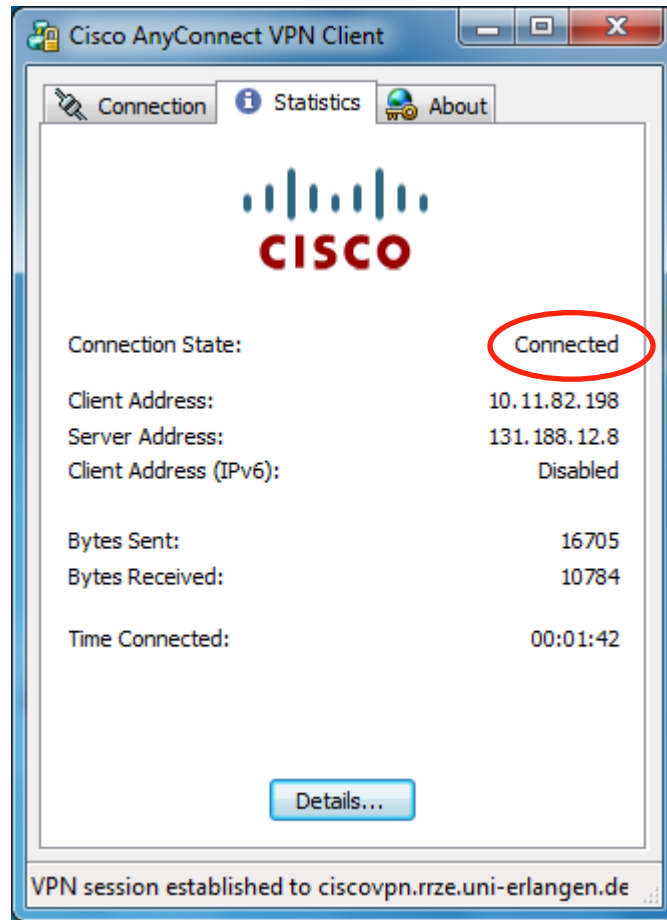 Cisco AnyConnect VPN Client
Connection Statistics About
CISCO
Connection State: Connected
Client Address: 10.11.82.198
Server Address: 131.188.12.8
Client Address (IPv6): Disabled
Bytes Sent: 16705
Bytes Received: 10784
Time Connected: 00:01:42
Details...
VPN session established to ciscovpn.rrze.uni-erlangen.de